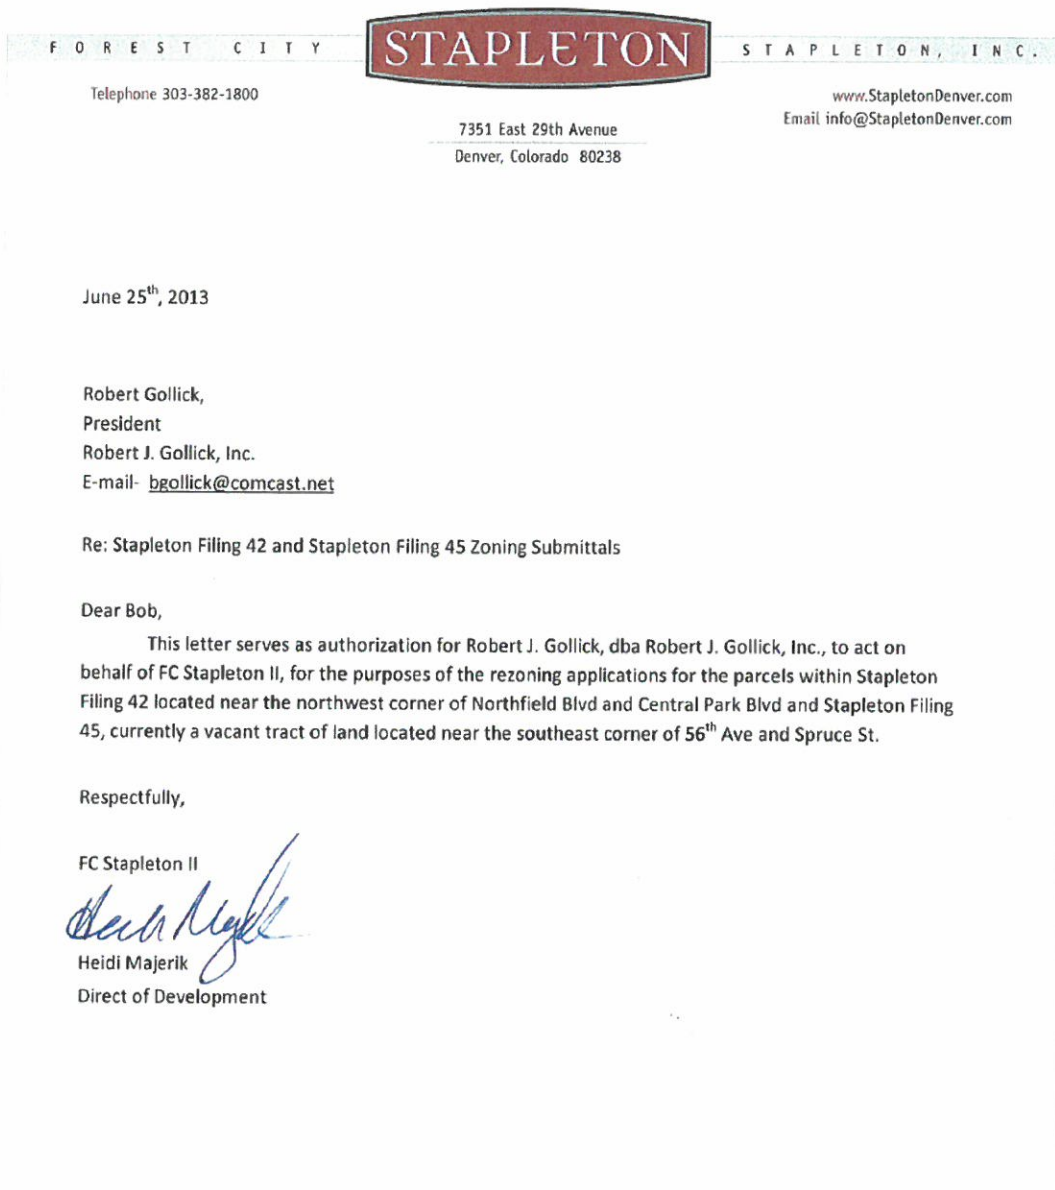 FOREST CITY STAPLETON STAPLETON, INC.
Telephone 303-382-1800
www.StapletonDenver.com
Email info@StapletonDenver.com
7351 East 29th Avenue
Denver, Colorado 80238
June 25th, 2013
Robert Gollick,
President
Robert J. Gollick, Inc.
E-mail- bgollick@comcast.net
Re: Stapleton Filing 42 and Stapleton Filing 45 Zoning Submittals
Dear Bob,
This letter serves as authorization for Robert J. Gollick, dba Robert J. Gollick, Inc., to act on
behalf of FC Stapleton II, for the purposes of the rezoning applications for the parcels within Stapleton
Filing 42 located near the northwest corner of Northfield Blvd and Central Park Blvd and Stapleton Filing
45, currently a vacant tract of land located near the southeast corner of 56th Ave and Spruce St.
Respectfully,
FC Stapleton II
Heidi Majerik
Direct of Development